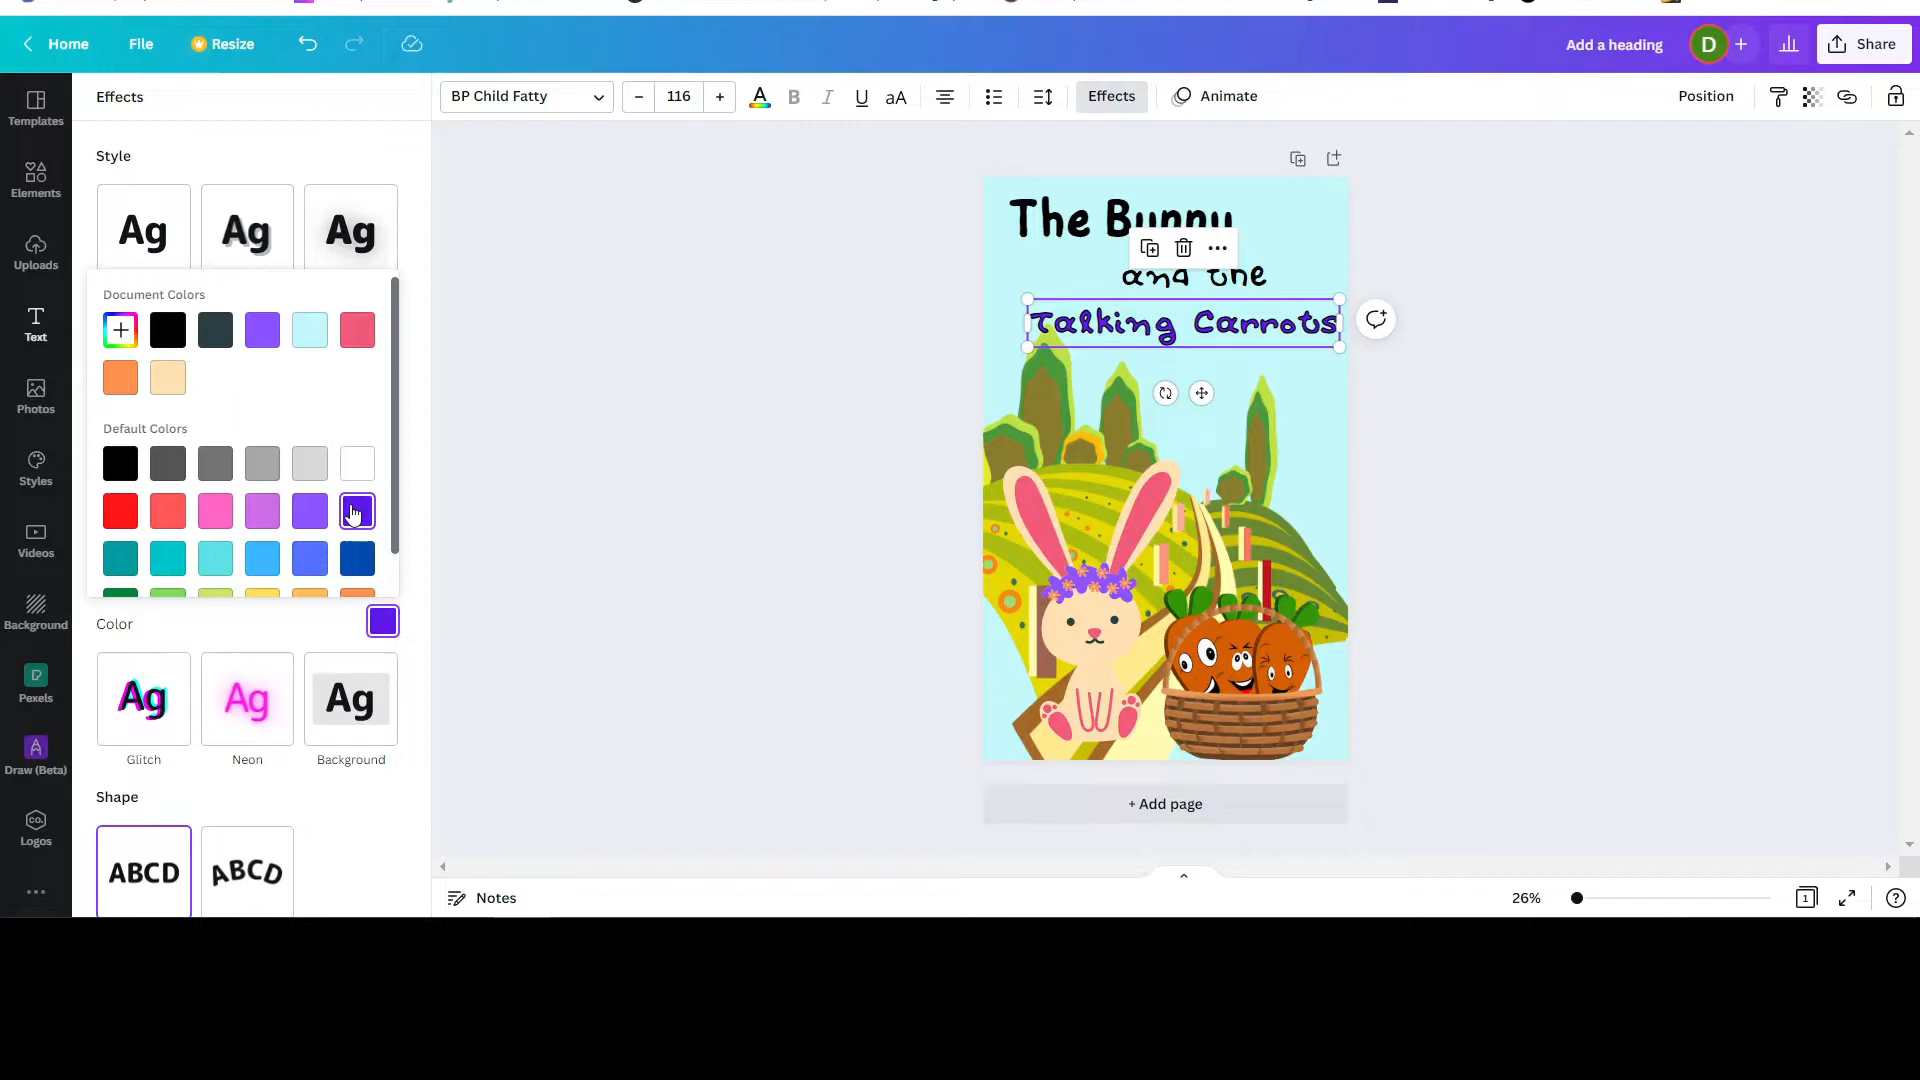 Home File Resize Add a heading D Share
Effects BP Child Fatty 116 A B I U aA Effects Animate Position
Templates
Elements
Uploads
Text
Photos
Styles
Videos
Background
Pexels
Draw (Beta)
CO.
Logos
Style
Ag Ag Ag
Document Colors
Default Colors
Color
Ag Ag Ag
Glitch Neon Background
Shape
ABCD ABCD
The Bunny
and the
Talking Carrots
+ Add page
Notes 26% 1 ?